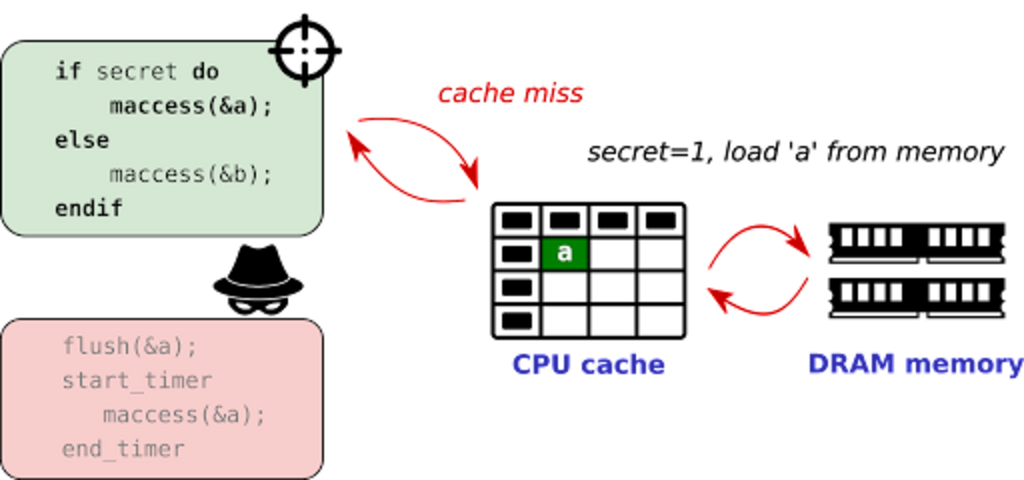 if secret do
maccess(&a);
else
maccess(&b);
endif
cache miss
secret=1, load 'a' from memory
a
CPU cache
DRAM memory
flush(&a);
start_timer
maccess(&a);
end_timer